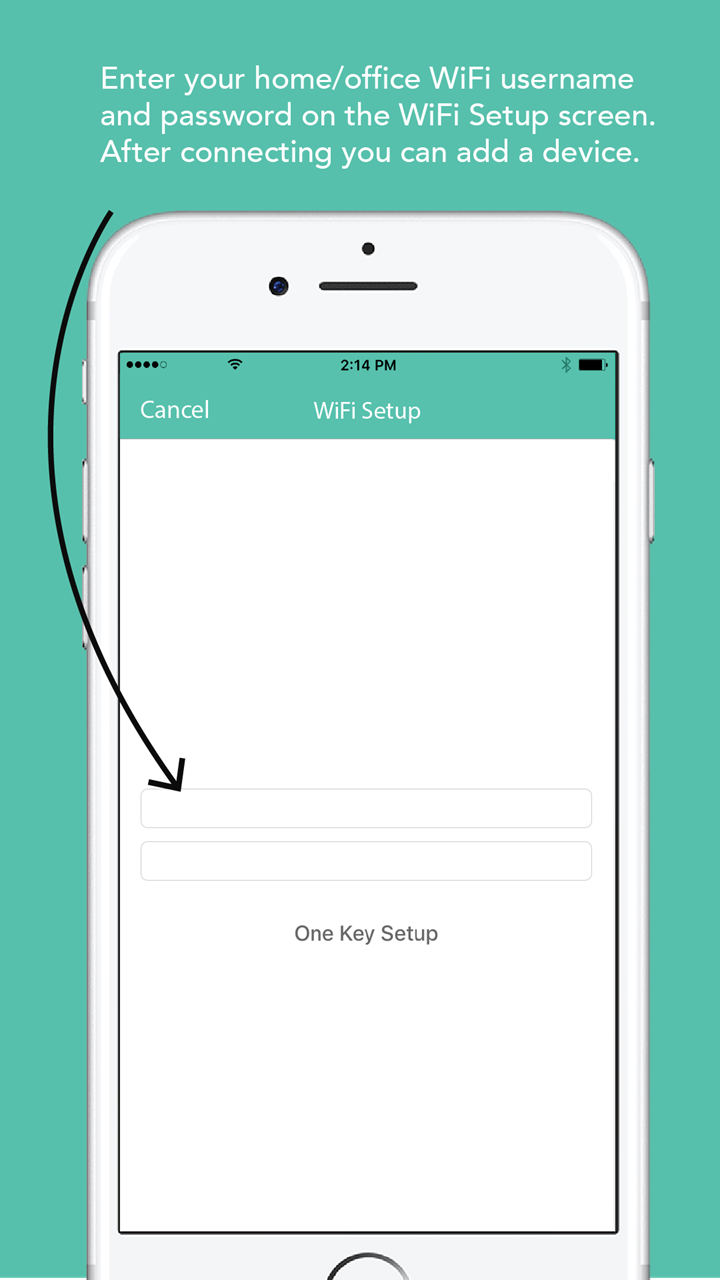 Enter your home/office WiFi username
and password on the WiFi Setup screen.
After connecting you can add a device.
2:14 PM
Cancel
WiFi Setup
One Key Setup